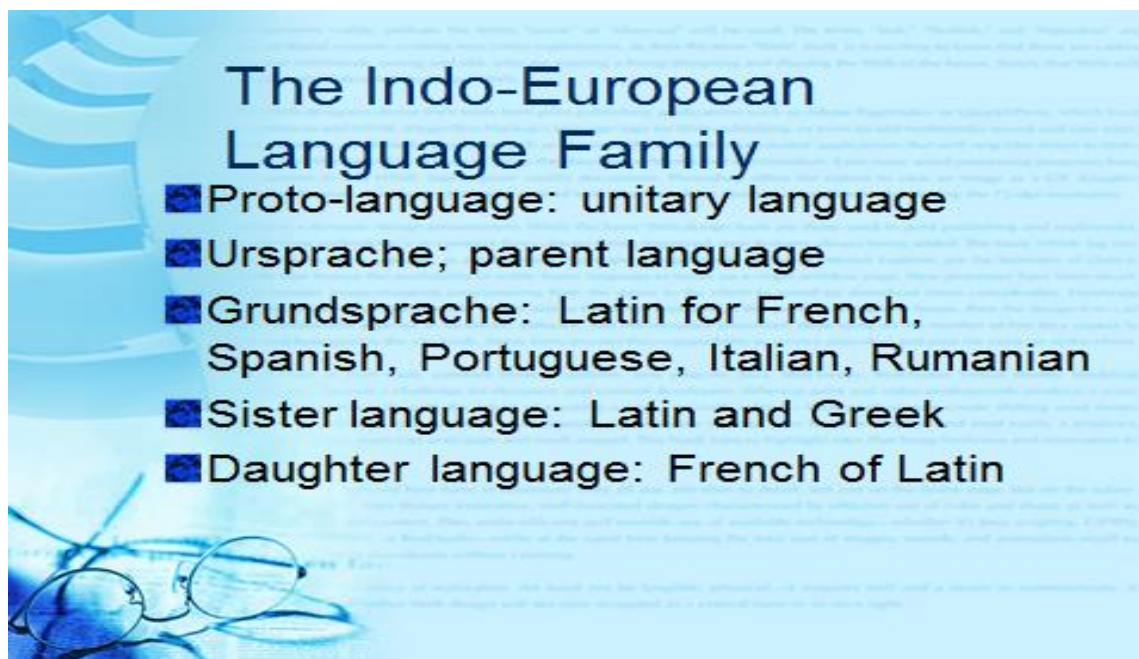 The Indo-European
Language Family
Proto-language: unitary language
Ursprache; parent language
Grundsprache: Latin for French,
Spanish, Portuguese, Italian, Rumanian
Sister language: Latin and Greek
Daughter language: French of Latin